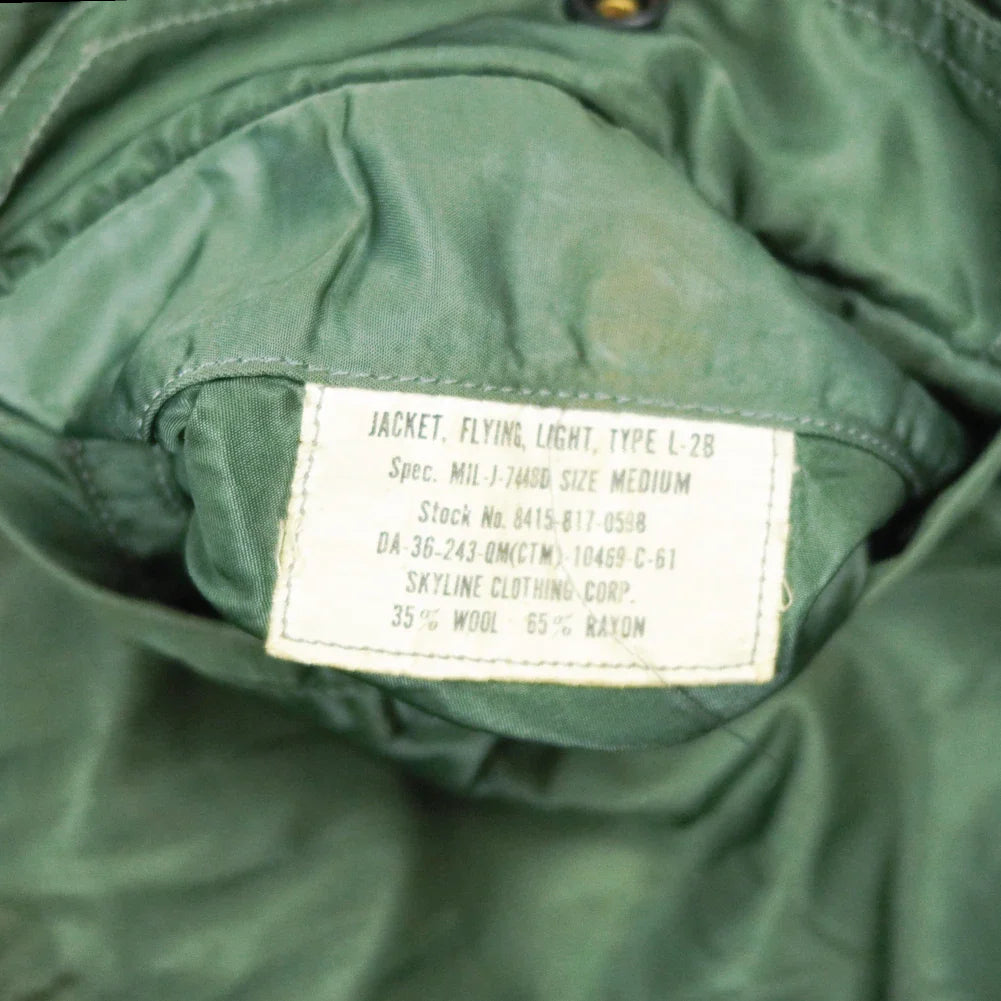 JACKET, FLYING, LIGHT, TYPE L-2B
Spec. MIL-J-7448D SIZE MEDIUM
Stock No. 8415-817-0598
DA-36-243-QM(CTM)-10469-C-61
SKYLINE CLOTHING CORP.
35% WOOL 65% RAYON